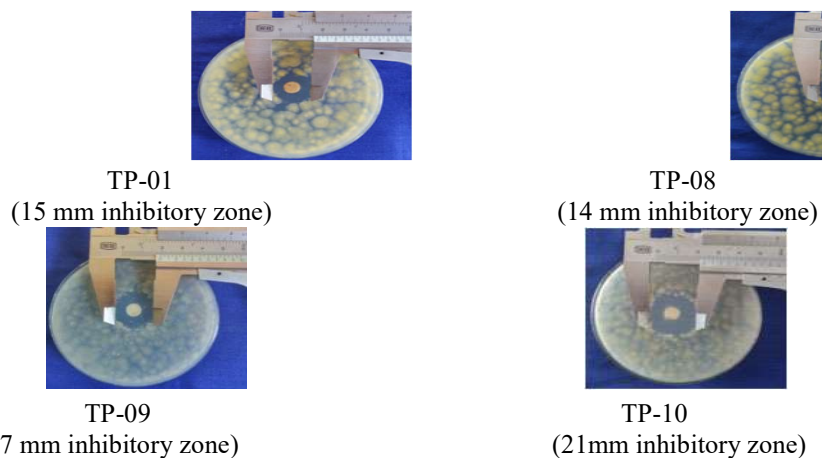 TP-01
TP-08
(15 mm inhibitory zone)
(14 mm inhibitory zone)
TP-09
TP-10
7 mm inhibitory zone)
(21mm inhibitory zone)